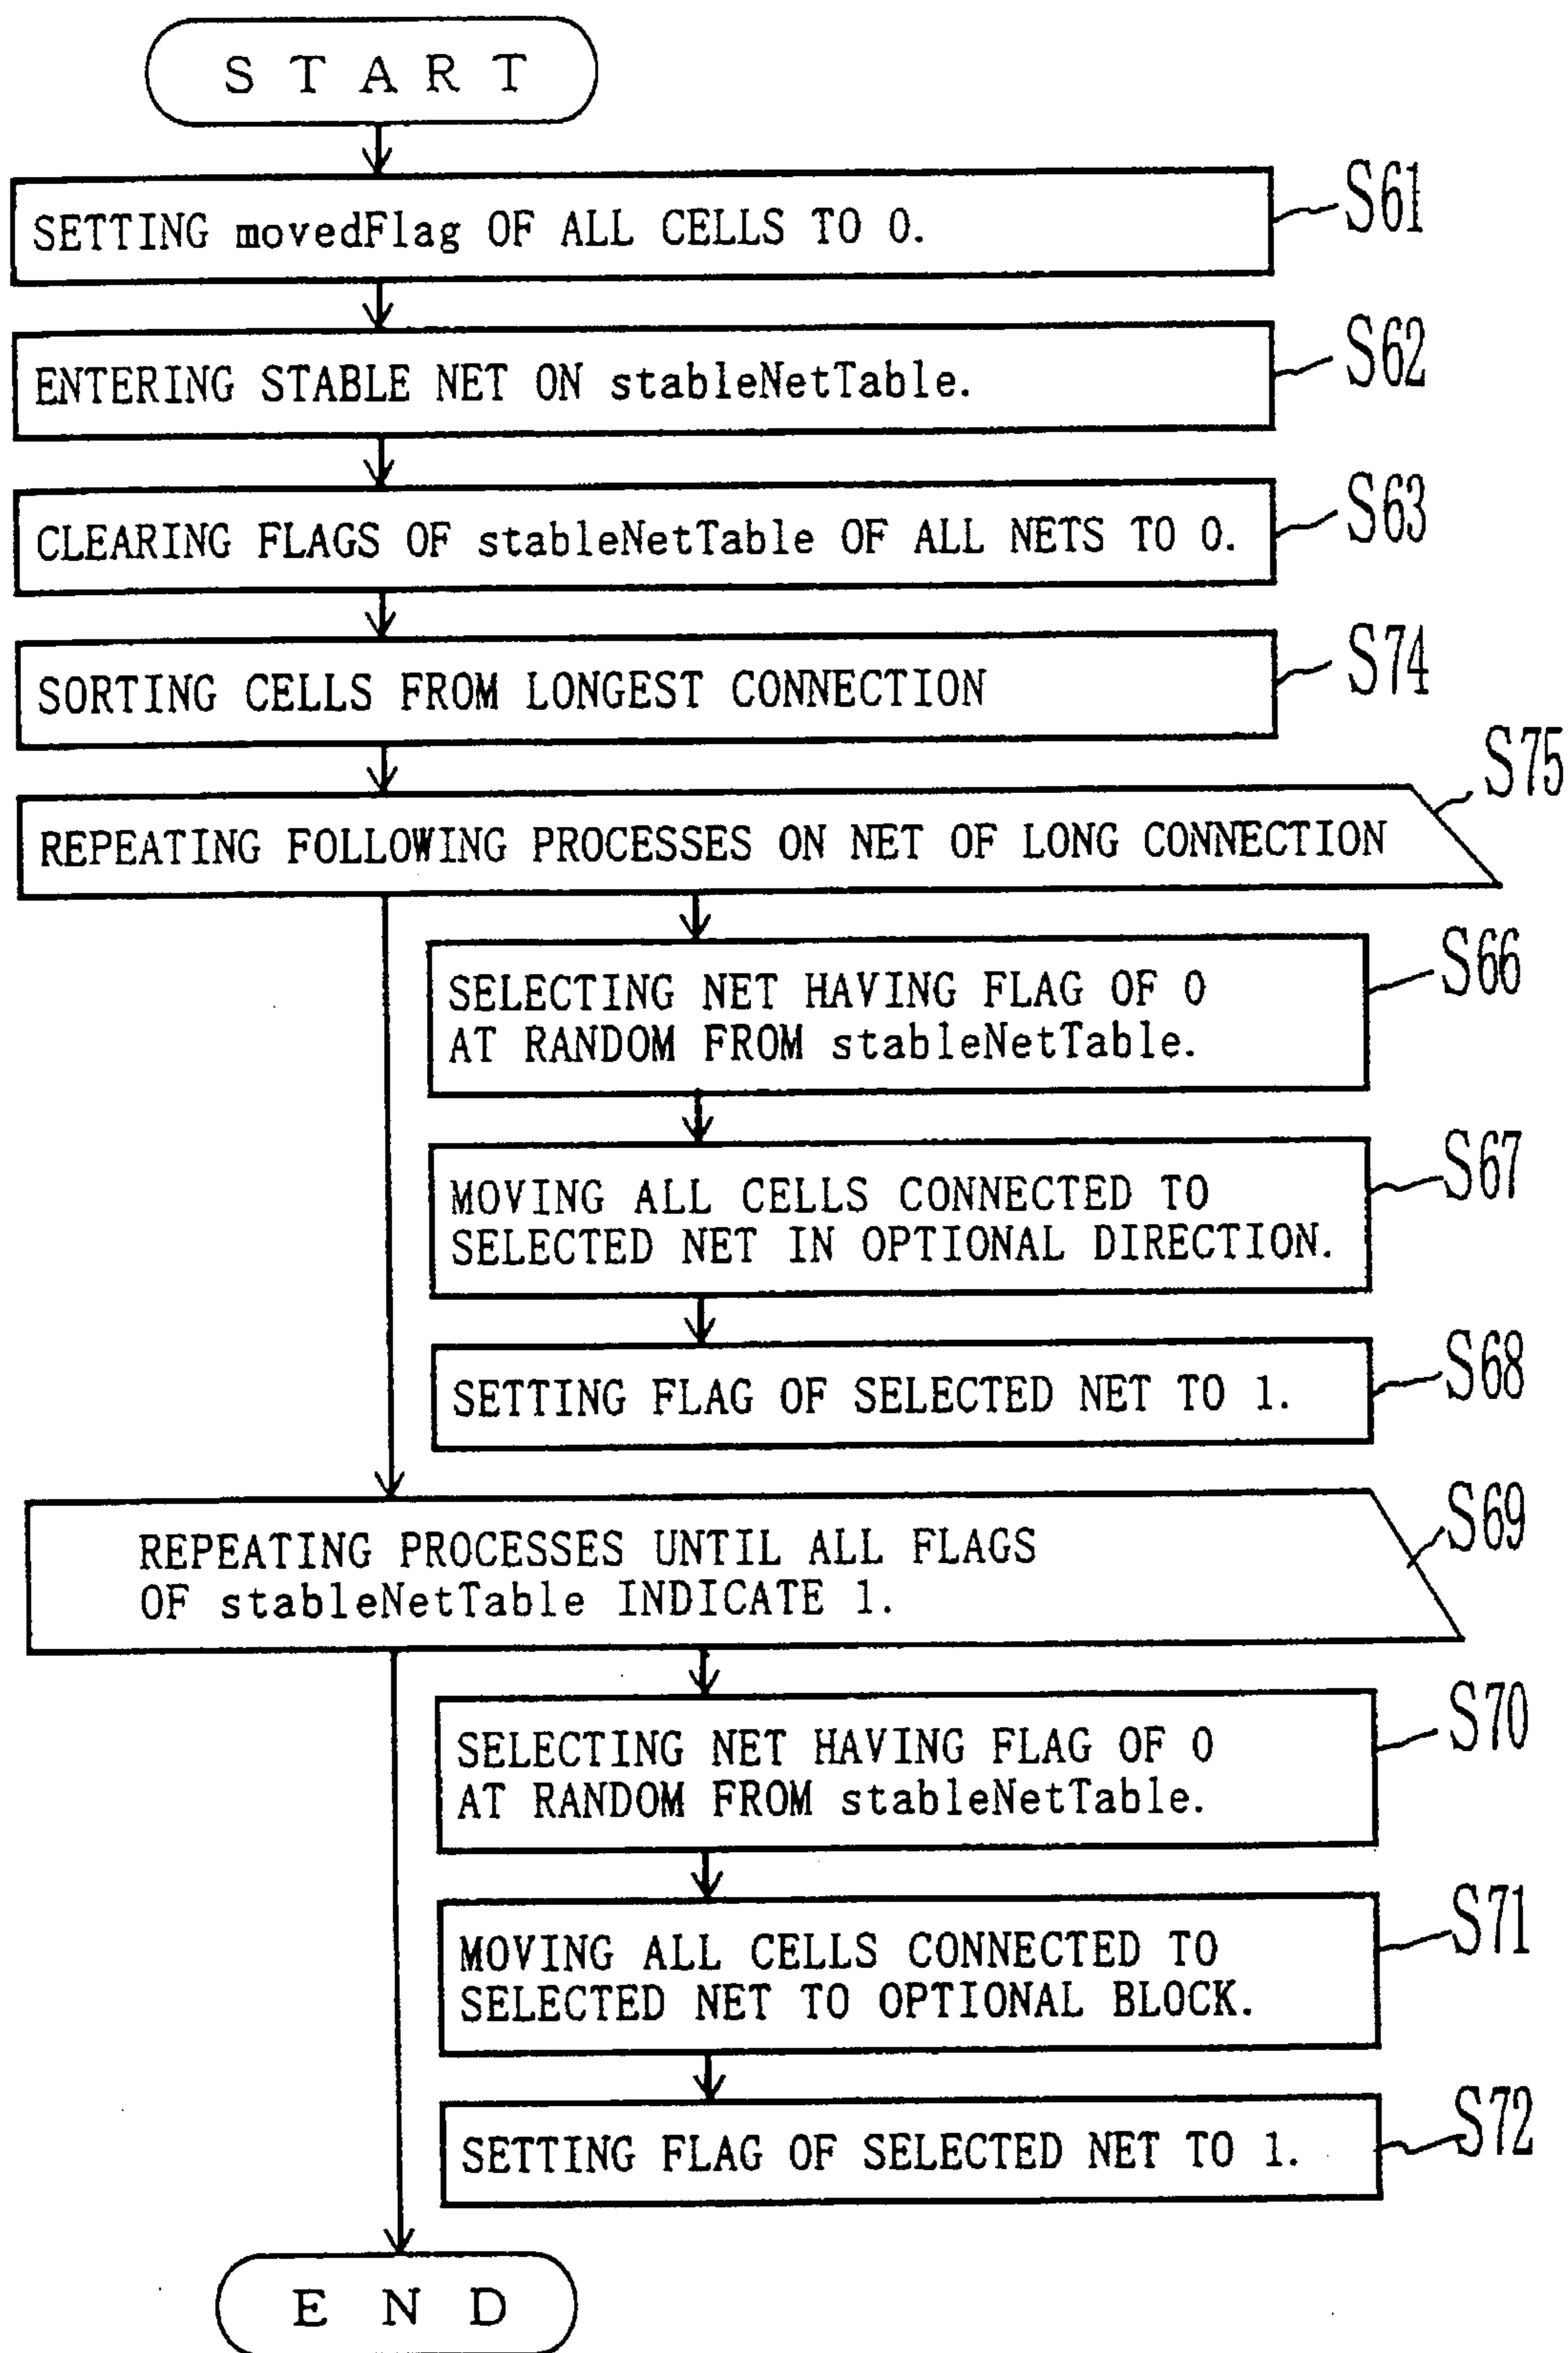 START
SETTING movedFlag OF ALL CELLS TO 0.
S61
ENTERING STABLE NET ON stableNetTable.
S62
CLEARING FLAGS OF stableNetTable OF ALL NETS TO 0.
S63
SORTING CELLS FROM LONGEST CONNECTION
S74
REPEATING FOLLOWING PROCESSES ON NET OF LONG CONNECTION
S75
SELECTING NET HAVING FLAG OF 0
AT RANDOM FROM stableNetTable.
S66
MOVING ALL CELLS CONNECTED TO
SELECTED NET IN OPTIONAL DIRECTION.
S67
SETTING FLAG OF SELECTED NET TO 1.
S68
REPEATING PROCESSES UNTIL ALL FLAGS
OF stableNetTable INDICATE 1.
S69
SELECTING NET HAVING FLAG OF 0
AT RANDOM FROM stableNetTable.
S70
MOVING ALL CELLS CONNECTED TO
SELECTED NET TO OPTIONAL BLOCK.
S71
SETTING FLAG OF SELECTED NET TO 1.
S72
END